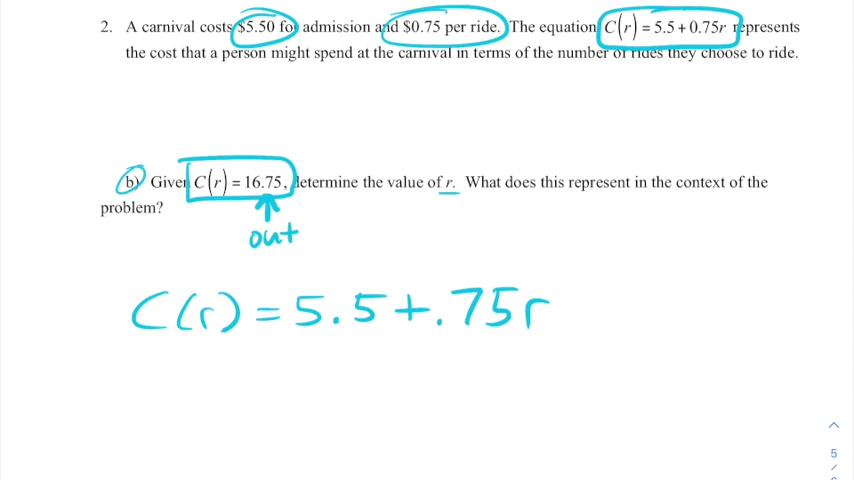 2. A carnival costs $5.50 for admission and $0.75 per ride. The equation C(r) = 5.5 + 0.75r represents
the cost that a person might spend at the carnival in terms of the number of rides they choose to ride.
b) Given C(r) = 16.75, determine the value of r. What does this represent in the context of the
problem?
out
C(r) = 5.5 + .75r
5
/